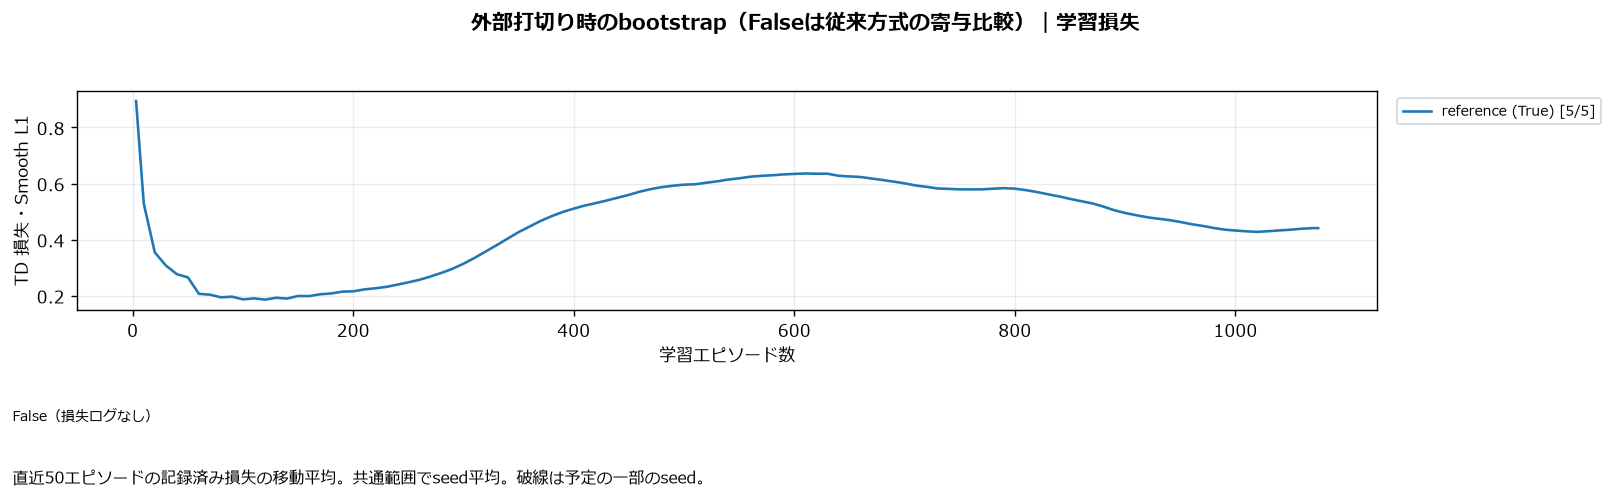 外部打切り時のbootstrap（Falseは従来方式の寄与比較）｜学習損失
TD 損失・Smooth L1
0.8
0.6
0.4
0.2
0
200
400
600
800
1000
学習エピソード数
reference (True) [5/5]
False（損失ログなし）
直近50エピソードの記録済み損失の移動平均。共通範囲でseed平均。破線は予定の一部のseed。